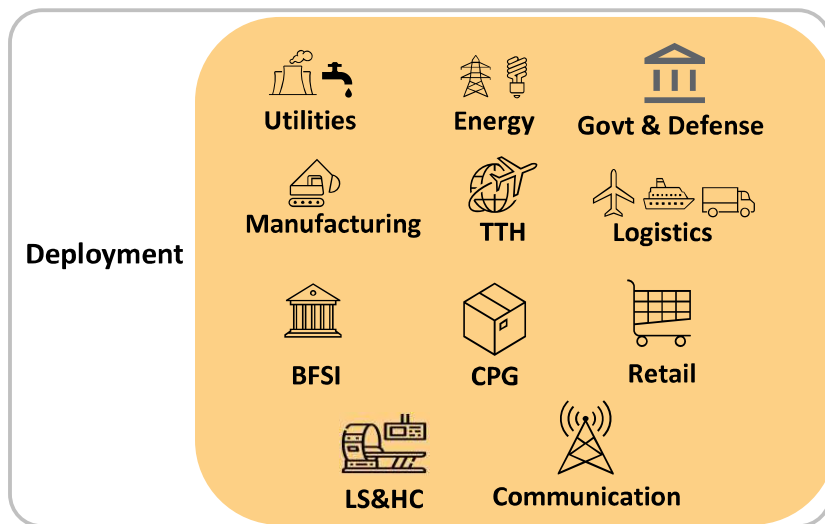 Utilities
Energy
Govt & Defense
Manufacturing
TTH
Logistics
Deployment
BFSI
CPG
Retail
LS&HC
Communication